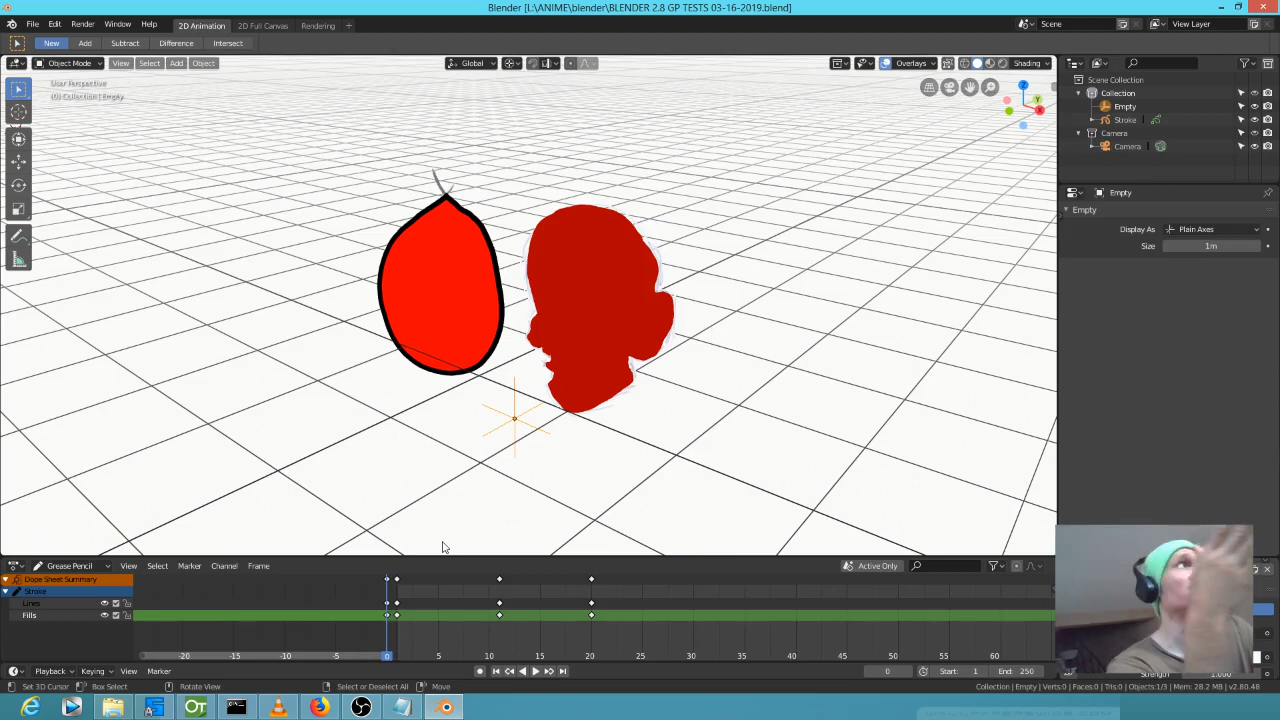 Blender [L:\ANIME\blender\BLENDER 2.8 GP TESTS 03-16-2019.blend]
File Edit Render Window Help 2D Animation 2D Full Canvas Rendering + Scene View Layer
New Add Subtract Difference Intersect
Object Mode View Select Add Object Global Overlays Shading
User Perspective
(0) Collection | Empty
Z
Y
X
Scene Collection
Collection
Empty
Stroke
Camera
Camera
Empty
Empty
Display As Plain Axes
Size 1m
Grease Pencil View Select Marker Channel Frame Active Only
Dope Sheet Summary
Stroke
Lines
Fills
-20 -15 -10 -5 0 5 10 15 20 25 30 35 40 45 50 55 60
Playback Keying View Marker 0 Start: 1 End: 250
Strength 1.000
Set 3D Cursor Box Select Rotate View Select or Deselect All Move Collection | Empty | Verts:0 | Faces:0 | Tris:0 | Objects:1/3 | Mem: 28.2 MB | v2.80.48